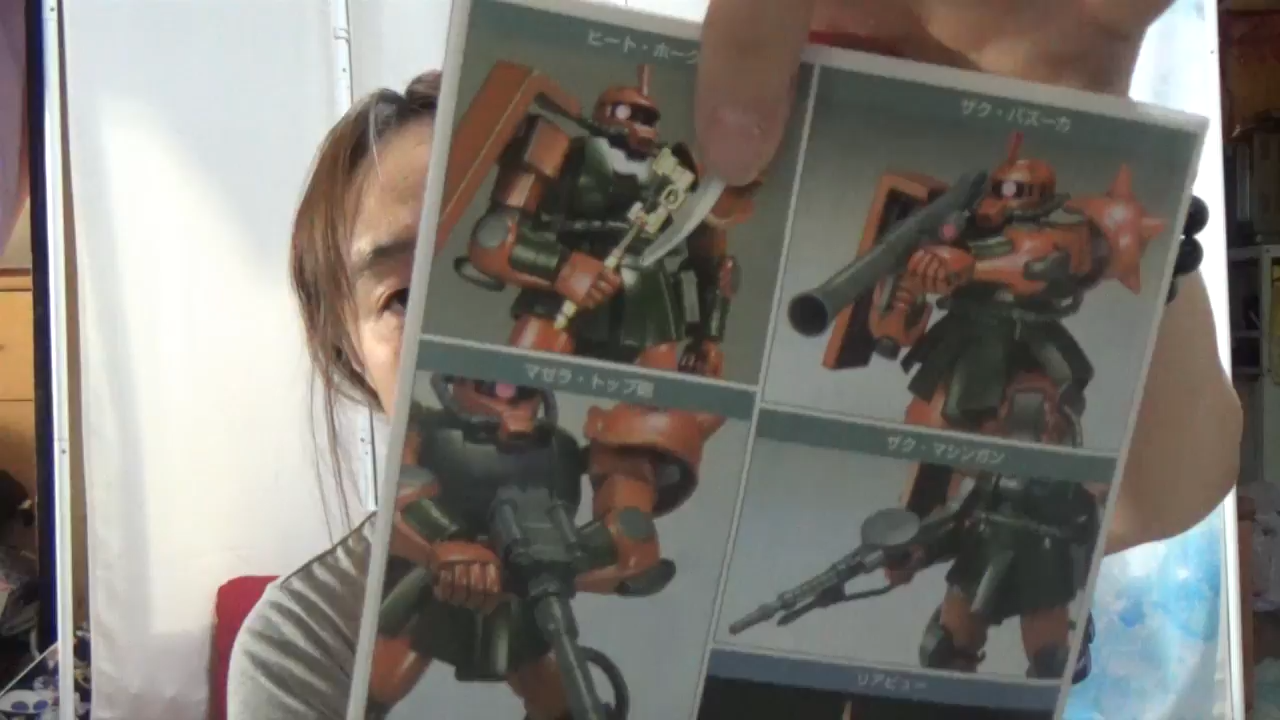 ヒート・ホーク
ザク・バズーカ
マゼラ・トップ砲
ザク・マシンガン
リアビュー